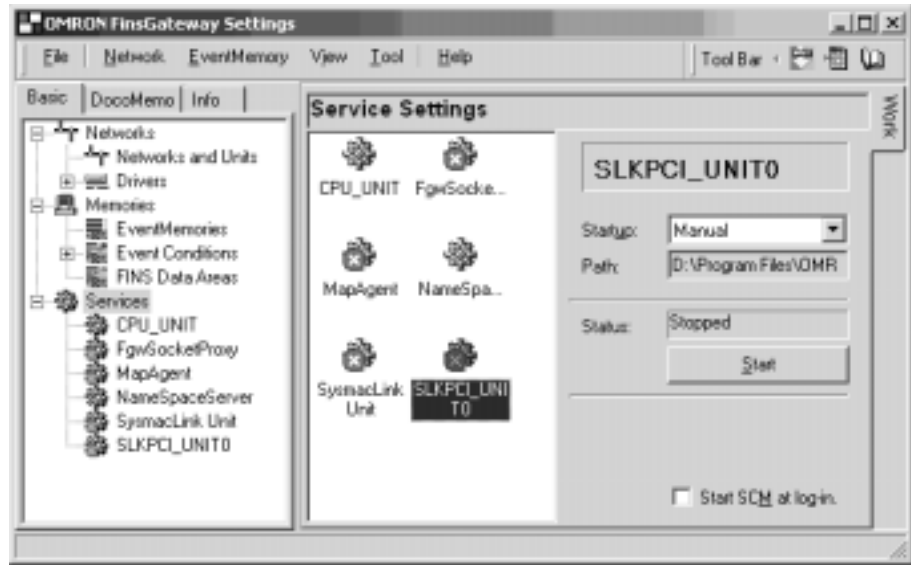 OMRON FinsGateway Settings
File Network EventMemory View Tool Help
Tool Bar
Basic DocoMemo Info
Networks
Networks and Units
Drivers
Memories
EventMemories
Event Conditions
FINS Data Areas
Services
CPU_UNIT
FgwSocketProxy
MapAgent
NameSpaceServer
SysmacLink Unit
SLKPCI_UNIT0
Service Settings
CPU_UNIT FgwSocke...
MapAgent NameSpa...
SysmacLink Unit
SLKPCI_UNI
T0
SLKPCI_UNIT0
Startup: Manual
Path: D:\Program Files\OMR
Status: Stopped
Start
Start SCM at log-in.
Work